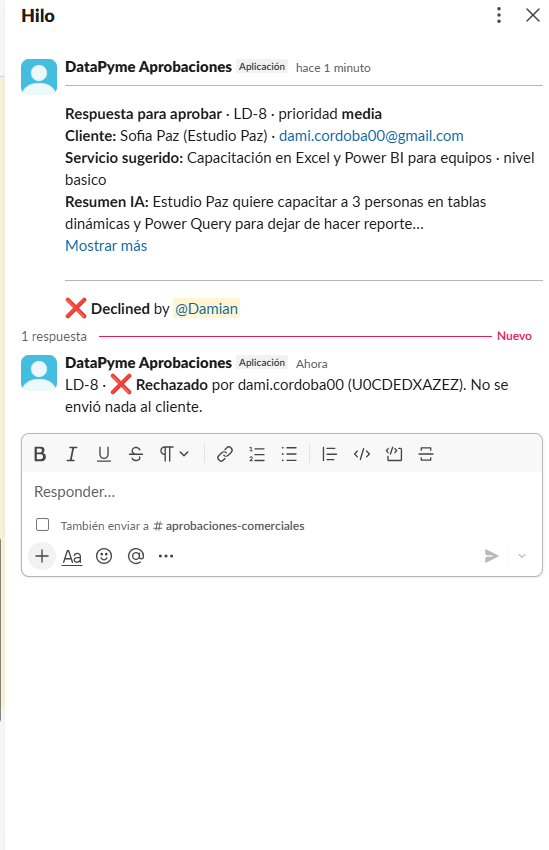 Hilo
DataPyme Aprobaciones Aplicación hace 1 minuto
Respuesta para aprobar · LD-8 · prioridad media
Cliente: Sofia Paz (Estudio Paz) · dami.cordoba00@gmail.com
Servicio sugerido: Capacitación en Excel y Power BI para equipos · nivel
basico
Resumen IA: Estudio Paz quiere capacitar a 3 personas en tablas
dinámicas y Power Query para dejar de hacer reporte…
Mostrar más
❌ Declined by @Damian
1 respuesta
Nuevo
DataPyme Aprobaciones Aplicación Ahora
LD-8 · ❌ Rechazado por dami.cordoba00 (U0CDEDXAZEZ). No se
envió nada al cliente.
Responder...
También enviar a # aprobaciones-comerciales
Aa